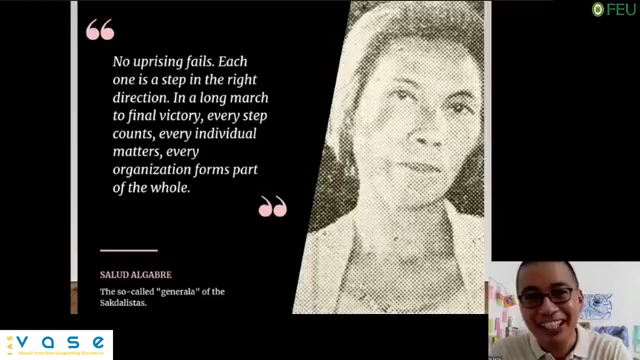 FEU
No uprising fails. Each
one is a step in the right
direction. In a long march
to final victory, every step
counts, every individual
matters, every
organization forms part
of the whole.
SALUD ALGABRE
The so-called "generala" of the
Sakdalistas.
IAS
vase